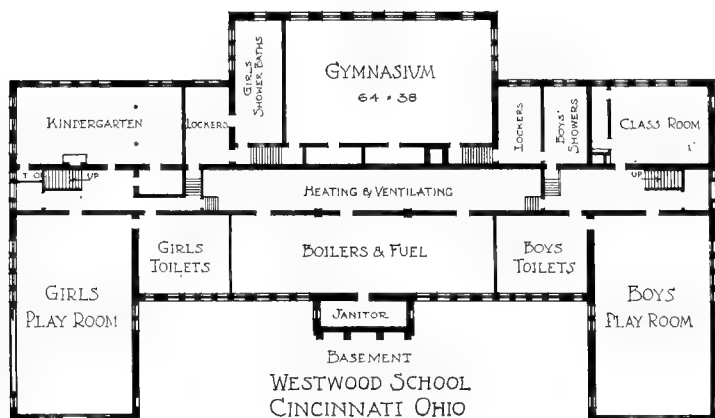 GIRLS
SHOWER BATHS
GYMNASIUM
64 × 38
KINDERGARTEN
LOCKERS
LOCKERS
BOYS'
SHOWERS
CLASS ROOM
UP
HEATING & VENTILATING
UP
GIRLS
TOILETS
BOILERS & FUEL
BOYS
TOILETS
GIRLS
PLAY ROOM
BOYS
PLAY ROOM
JANITOR
BASEMENT
WESTWOOD SCHOOL
CINCINNATI OHIO